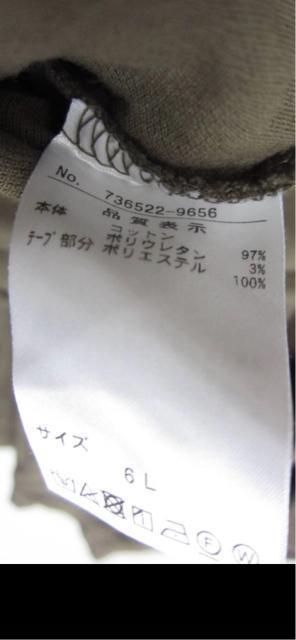 No. 736522-9656
品質表示
本体 コットン 97%
ポリウレタン 3%
テープ部分 ポリエステル 100%
サイズ
6L
F W